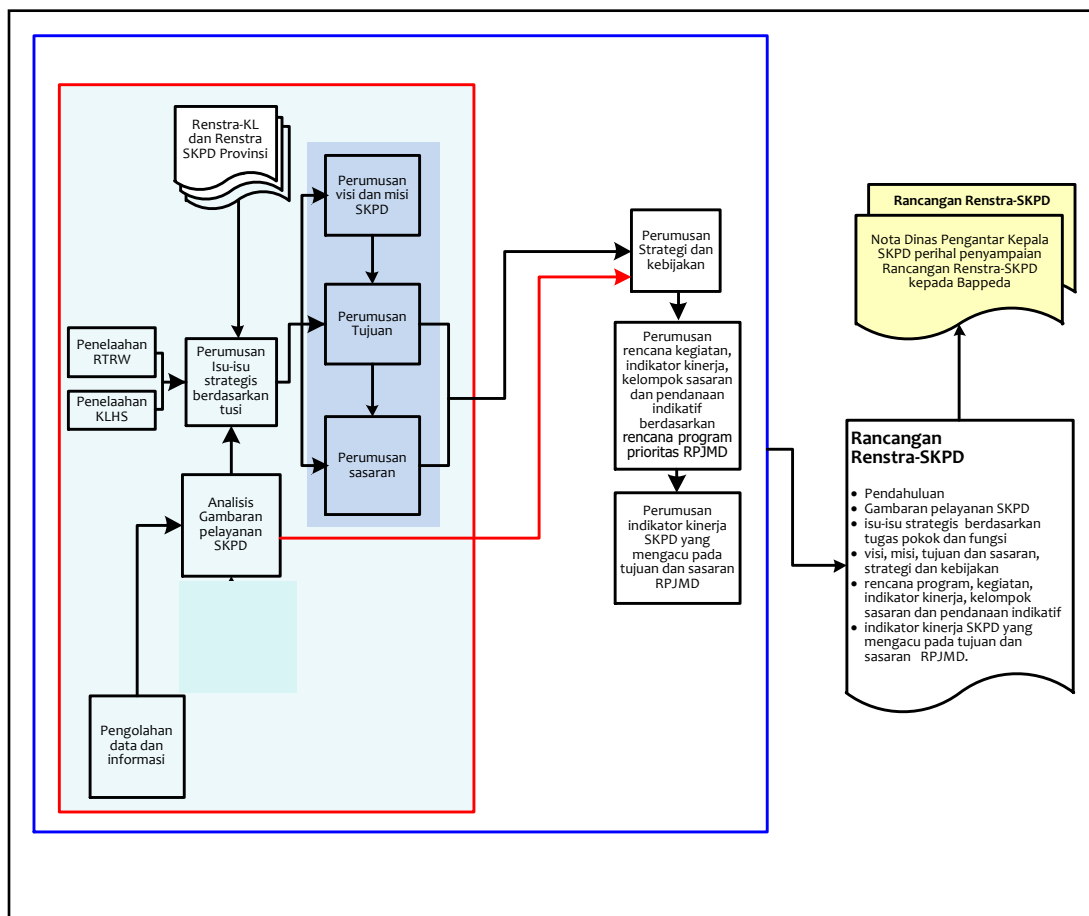 Renstra-KL
dan Renstra
SKPD Provinsi
Perumusan
visi dan misi
SKPD
Perumusan
Tujuan
Perumusan
sasaran
Penelaahan
RTRW
Penelaahan
KLHS
Perumusan
Isu-isu
strategis
berdasarkan
tusi
Analisis
Gambaran
pelayanan
SKPD
Pengolahan
data dan
informasi
Perumusan
Strategi dan
kebijakan
Perumusan
rencana kegiatan,
indikator kinerja,
kelompok sasaran
dan pendanaan
indikatif
berdasarkan
rencana program
prioritas RPJMD
Perumusan
indikator kinerja
SKPD yang
mengacu pada
tujuan dan sasaran
RPJMD
Rancangan Renstra-SKPD
Nota Dinas Pengantar Kepala
SKPD perihal penyampaian
Rancangan Renstra-SKPD
kepada Bappeda
Rancangan
Renstra-SKPD
• Pendahuluan
• Gambaran pelayanan SKPD
• isu-isu strategis berdasarkan
tugas pokok dan fungsi
• visi, misi, tujuan dan sasaran,
strategi dan kebijakan
• rencana program, kegiatan,
indikator kinerja, kelompok
sasaran dan pendanaan indikatif
• indikator kinerja SKPD yang
mengacu pada tujuan dan
sasaran RPJMD.